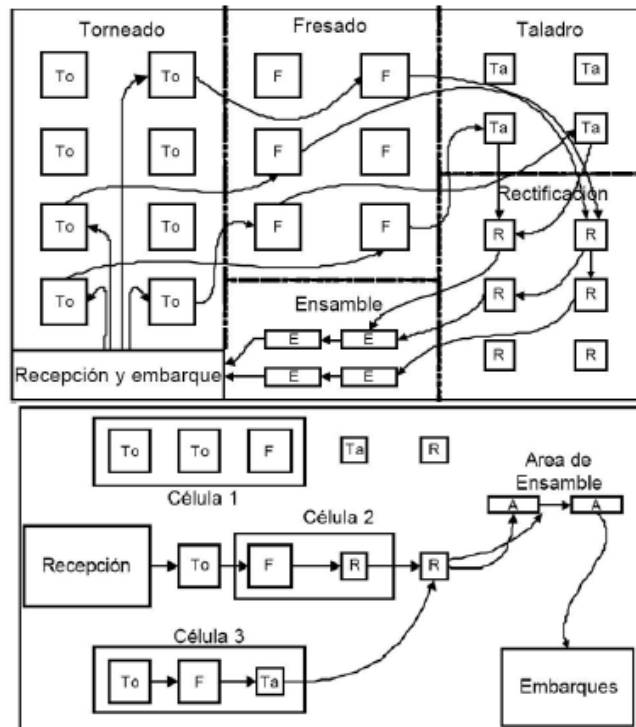 Torneado Fresado Taladro
To To F F Ta Ta
To To F F Ta Ta
Rectificación
To To F F R R
To To Ensamble R R
E E
Recepción y embarque E E R R
To To F Ta R
Célula 1
Area de
Ensamble
A A
Célula 2
Recepción To F R R
Célula 3
To F Ta
Embarques